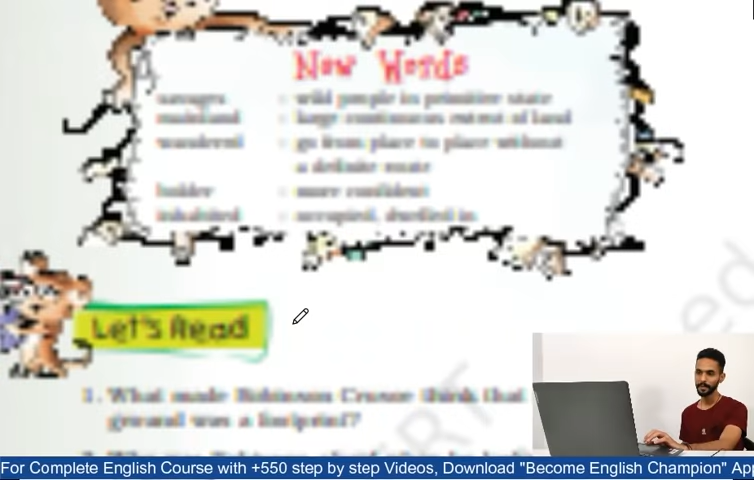 New Words
savages : wild people in primitive state
mainland : large continuous extent of land
wandered : go from place to place without
a definite route
bolder : more confident
inhabited : occupied, dwelled in
Let's Read
1. What made Robinson Crusoe think that
ground was a footprint?
For Complete English Course with +550 step by step Videos, Download "Become English Champion" Ap